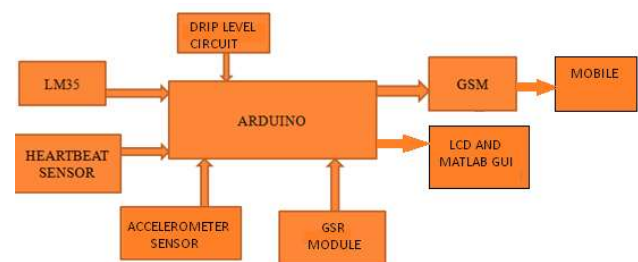 DRIP LEVEL
CIRCUIT
LM35
ARDUINO
GSM
MOBILE
HEARTBEAT
SENSOR
LCD AND
MATLAB GUI
ACCELEROMETER
SENSOR
GSR
MODULE